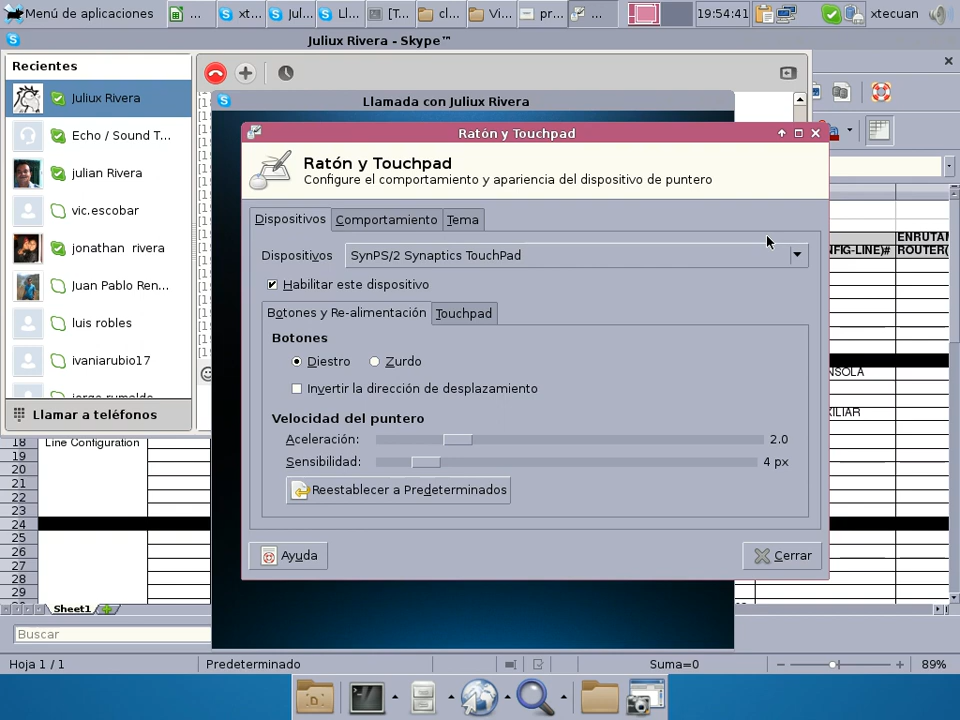 Menú de aplicaciones
...
xt...
Jul...
Ll...
[T...
cl...
Vi...
pr...
...
19:54:41
xtecuan
Juliux Rivera - Skype™
Recientes
Juliux Rivera
Echo / Sound T...
julian Rivera
vic.escobar
jonathan rivera
Juan Pablo Ren...
luis robles
ivaniarubio17
Llamar a teléfonos
Llamada con Juliux Rivera
Ratón y Touchpad
Ratón y Touchpad
Configure el comportamiento y apariencia del dispositivo de puntero
Dispositivos
Comportamiento
Tema
Dispositivos
SynPS/2 Synaptics TouchPad
Habilitar este dispositivo
Botones y Re-alimentación
Touchpad
Botones
Diestro
Zurdo
Invertir la dirección de desplazamiento
Velocidad del puntero
Aceleración:
2.0
Sensibilidad:
4 px
Reestablecer a Predeterminados
Ayuda
Cerrar
ENRUTAM
FIG-LINE)#
ROUTER(
NSOLA
XILIAR
18
Line Configuration
19
20
21
22
23
24
25
26
27
28
29
Sheet1
Buscar
Hoja 1 / 1
Predeterminado
Suma=0
89%